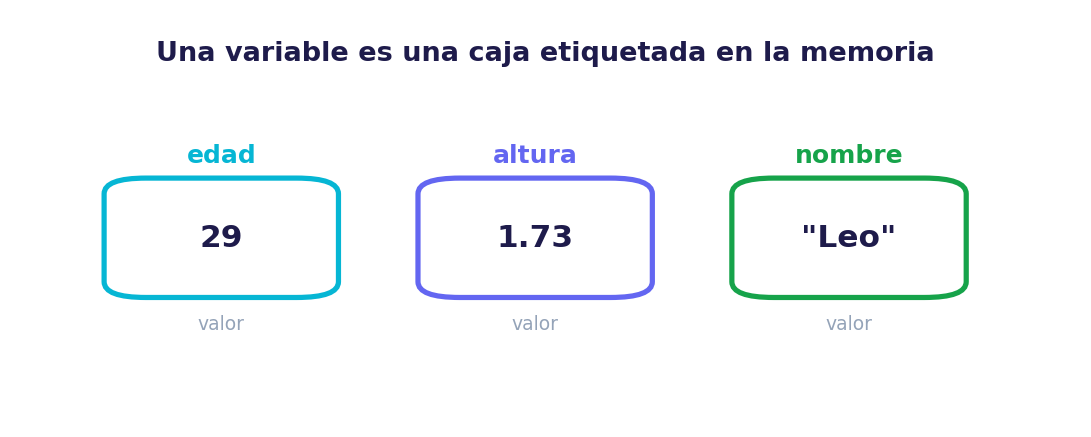 Una variable es una caja etiquetada en la memoria
edad altura nombre
29 1.73 "Leo"
valor valor valor